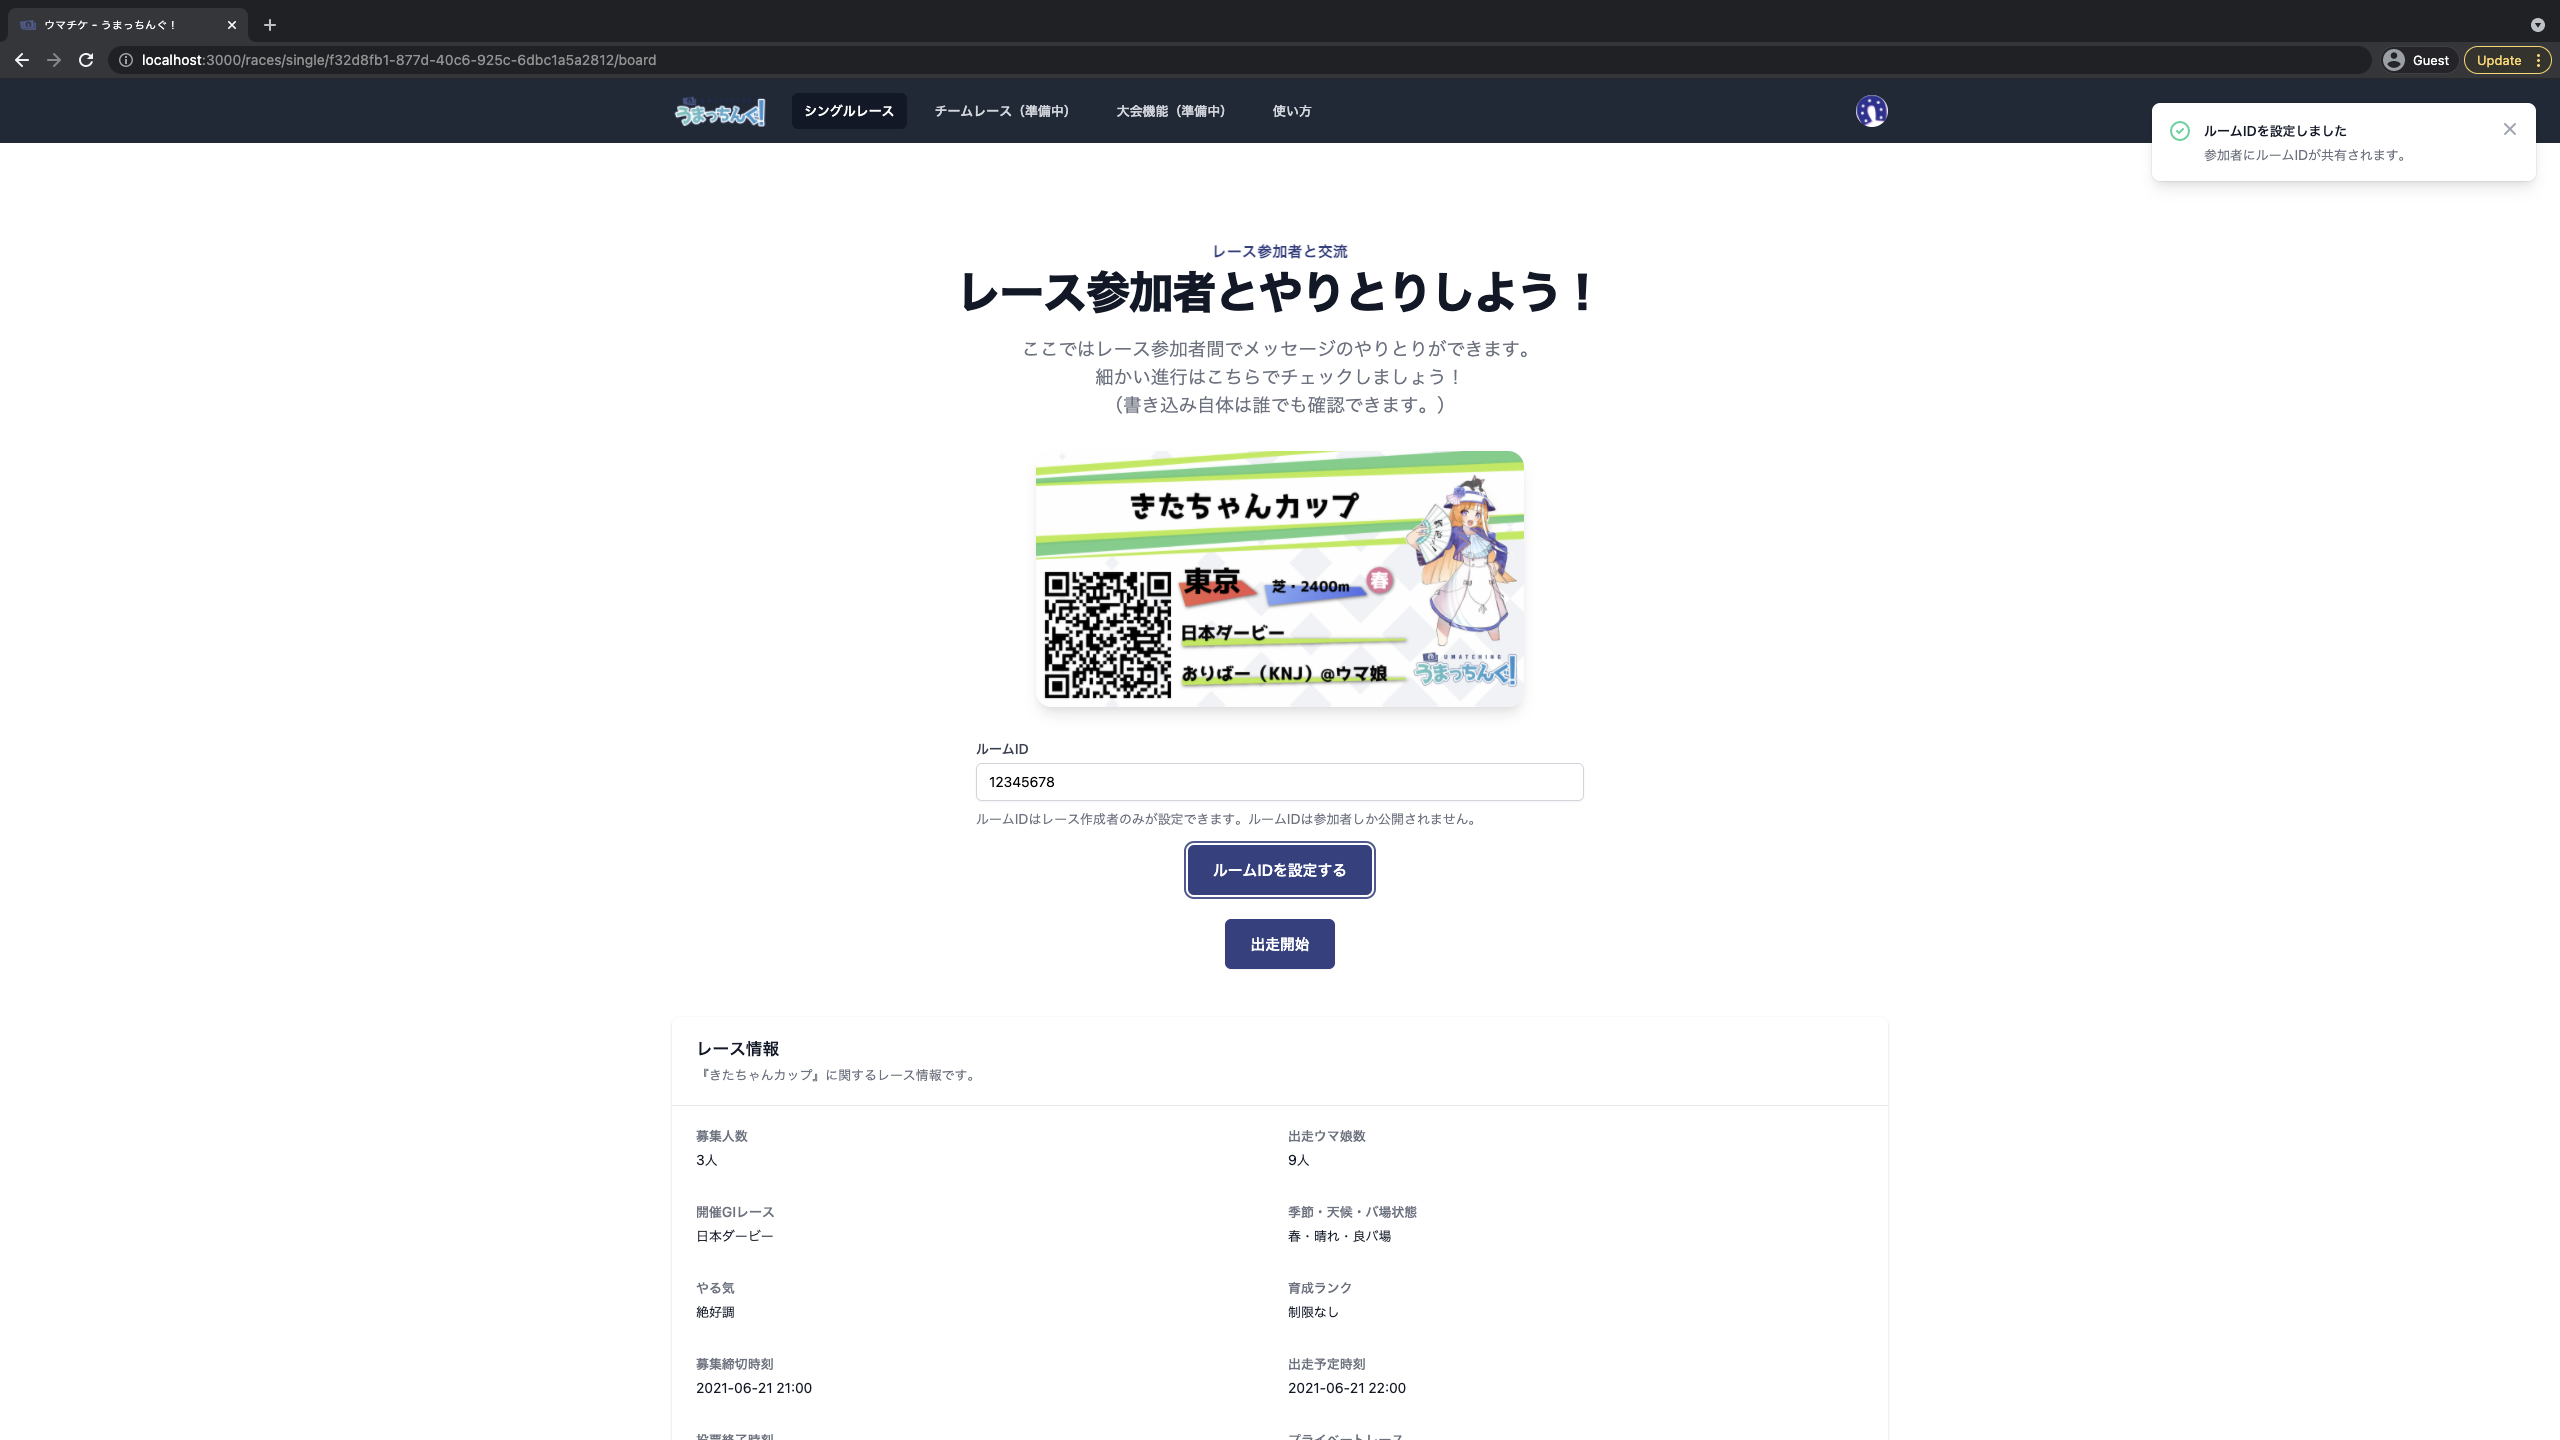 ウマチケ - うまっちんぐ！
localhost:3000/races/single/f32d8fb1-877d-40c6-925c-6dbc1a5a2812/board
Guest
Update
うまっちんぐ!
シングルレース
チームレース（準備中）
大会機能（準備中）
使い方
ルームIDを設定しました
参加者にルームIDが共有されます。
レース参加者と交流
レース参加者とやりとりしよう！
ここではレース参加者間でメッセージのやりとりができます。
細かい進行はこちらでチェックしましょう！
（書き込み自体は誰でも確認できます。）
きたちゃんカップ
東京
芝・2400m
春
日本ダービー
おりばー（KNJ）@ウマ娘
UMATCHING
うまっちんぐ!
ルームID
12345678
ルームIDはレース作成者のみが設定できます。ルームIDは参加者しか公開されません。
ルームIDを設定する
出走開始
レース情報
『きたちゃんカップ』に関するレース情報です。
募集人数
3人
出走ウマ娘数
9人
開催GIレース
日本ダービー
季節・天候・バ場状態
春・晴れ・良バ場
やる気
絶好調
育成ランク
制限なし
募集締切時刻
2021-06-21 21:00
出走予定時刻
2021-06-21 22:00
投票終了時刻
プライベートレース